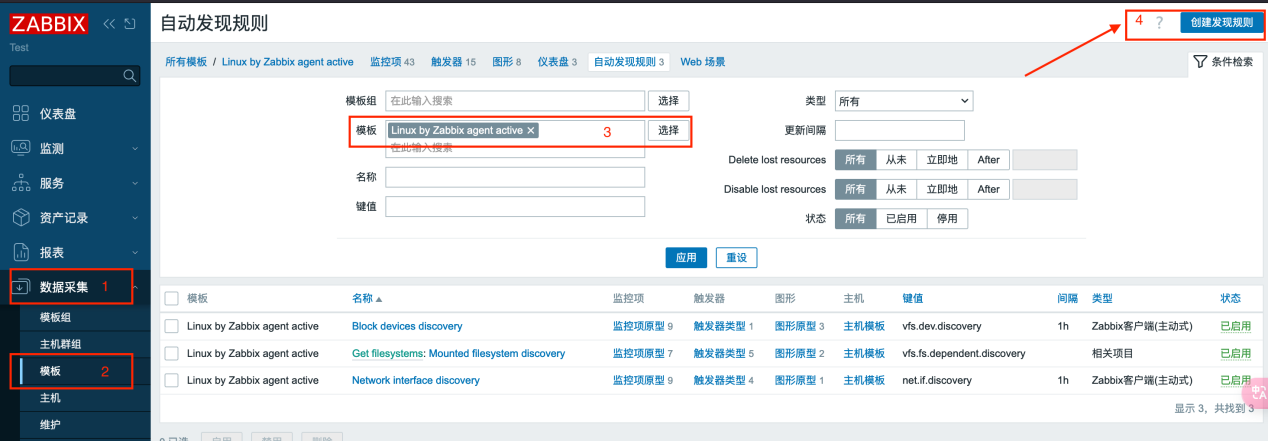 ZABBIX
Test
仪表盘
监测
服务
资产记录
报表
数据采集 1
模板组
主机群组
模板 2
主机
维护
自动发现规则
4 ? 创建发现规则
所有模板 / Linux by Zabbix agent active 监控项 43 触发器 15 图形 8 仪表盘 3 自动发现规则 3 Web 场景
条件检索
模板组 在此输入搜索 选择
模板 Linux by Zabbix agent active × 3 选择
在此输入搜索
名称
键值
类型 所有
更新间隔
Delete lost resources 所有 从未 立即地 After
Disable lost resources 所有 从未 立即地 After
状态 所有 已启用 停用
应用 重设
模板 名称 监控项 触发器 图形 主机 键值 间隔 类型 状态
Linux by Zabbix agent active Block devices discovery 监控项原型 9 触发器类型 1 图形原型 3 主机模板 vfs.dev.discovery 1h Zabbix客户端(主动式) 已启用
Linux by Zabbix agent active Get filesystems: Mounted filesystem discovery 监控项原型 7 触发器类型 5 图形原型 2 主机模板 vfs.fs.dependent.discovery 相关项目 已启用
Linux by Zabbix agent active Network interface discovery 监控项原型 9 触发器类型 4 图形原型 1 主机模板 net.if.discovery 1h Zabbix客户端(主动式) 已启用
显示 3，共找到 3